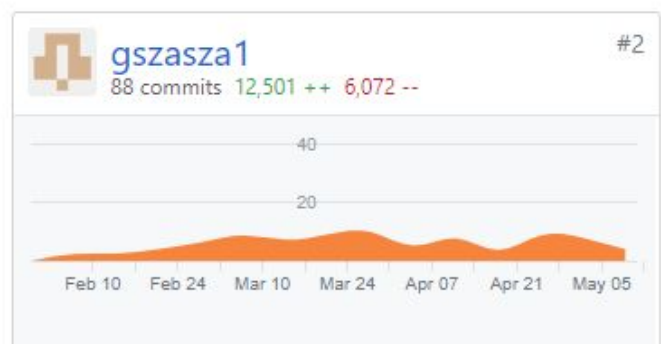 gszasza1 #2
88 commits 12,501 ++ 6,072 --
40
20
Feb 10 Feb 24 Mar 10 Mar 24 Apr 07 Apr 21 May 05